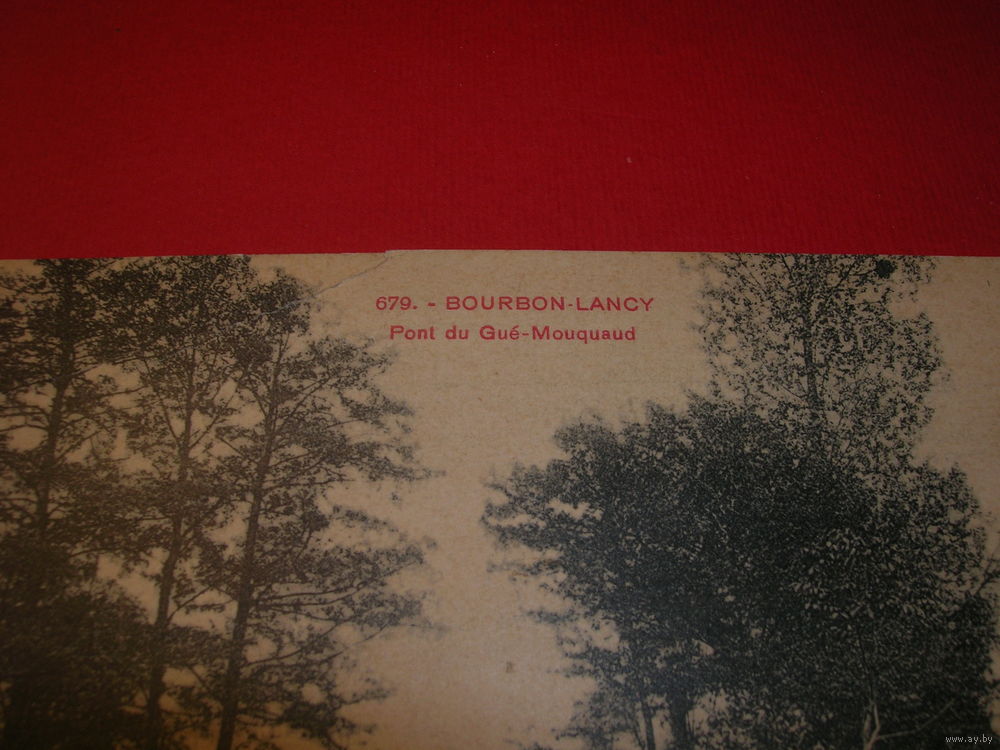 679. - BOURBON-LANCY
Pont du Gué-Mouquaud
www.ay.by